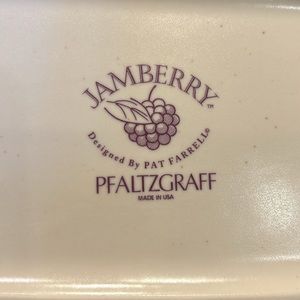 JAMBERRY™
Designed By PAT FARRELL®
PFALTZGRAFF
MADE IN USA